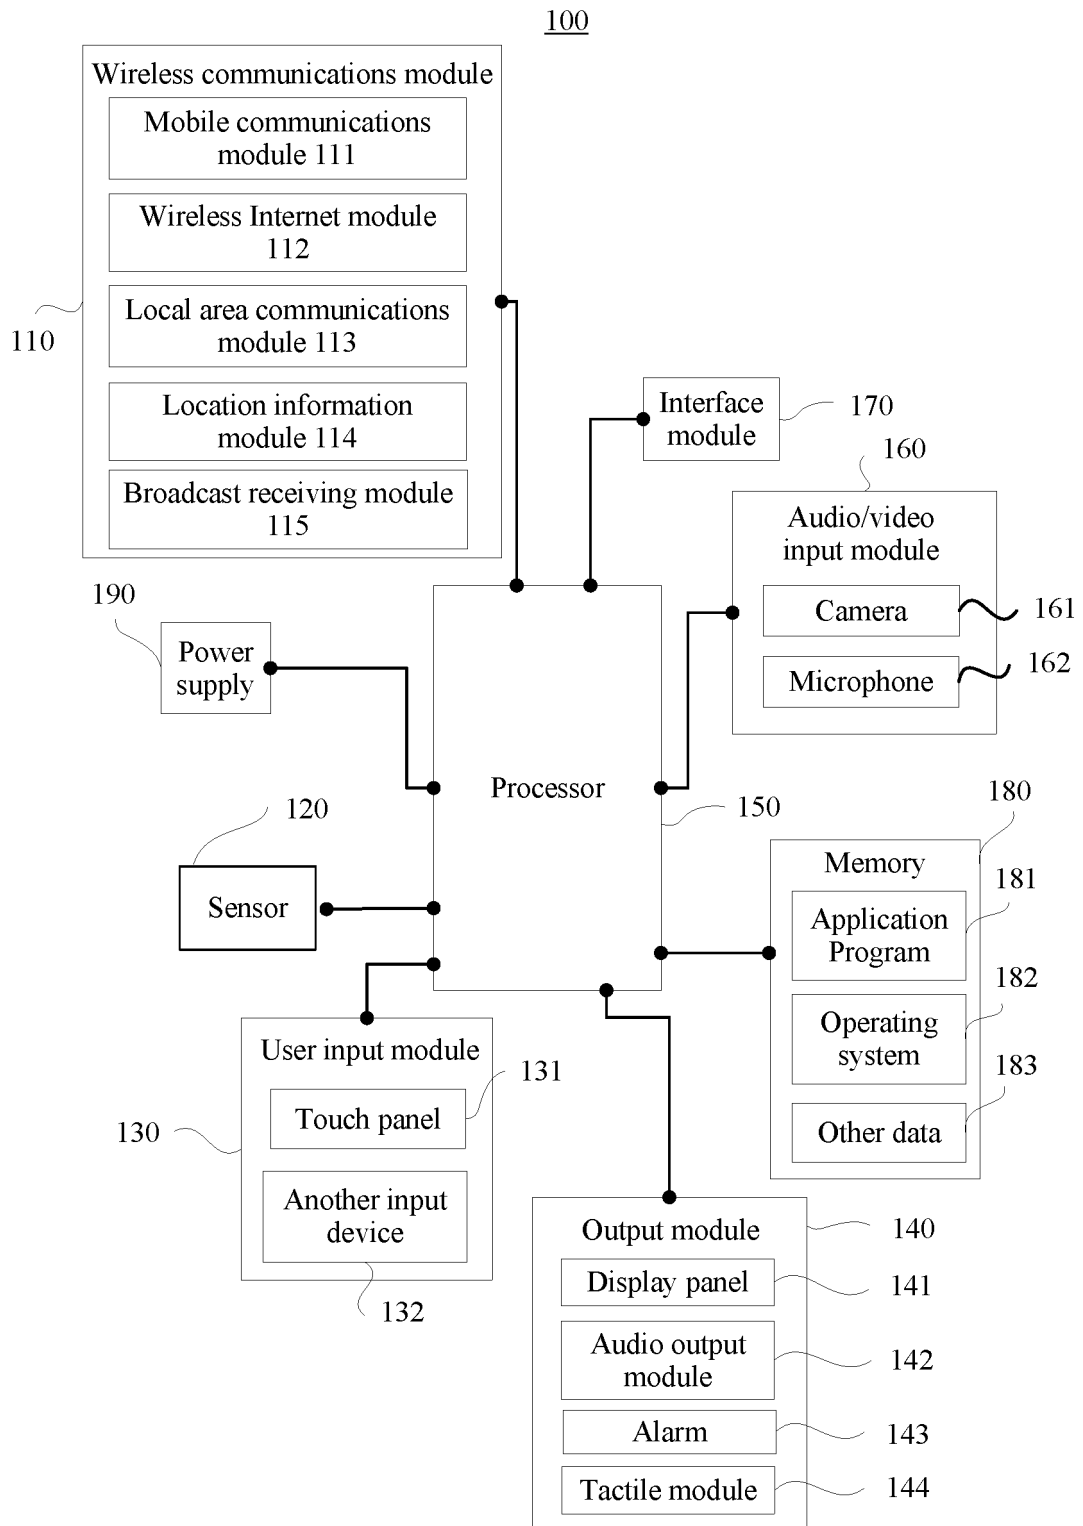 100
Wireless communications module
Mobile communications
module 111
Wireless Internet module
112
Local area communications
module 113
Location information
module 114
Broadcast receiving module
115
110
Interface
module
170
160
Audio/video
input module
Camera
161
Microphone
162
190
Power
supply
Processor
150
120
Sensor
180
Memory
181
Application
Program
182
Operating
system
183
Other data
User input module
131
Touch panel
130
Another input
device
132
Output module
140
Display panel
141
Audio output
module
142
Alarm
143
Tactile module
144